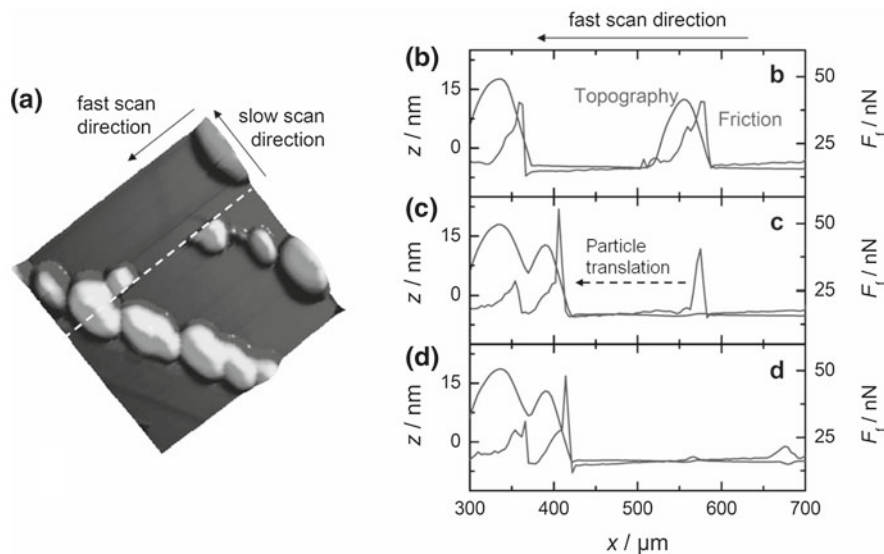 (a)
fast scan
direction
slow scan
direction
fast scan direction
(b)
b
Topography
Friction
z / nm
15
0
50
25
F_f / nN
(c)
c
Particle
translation
z / nm
15
0
50
25
F_f / nN
(d)
d
z / nm
15
0
50
25
F_f / nN
300 400 500 600 700
x / µm